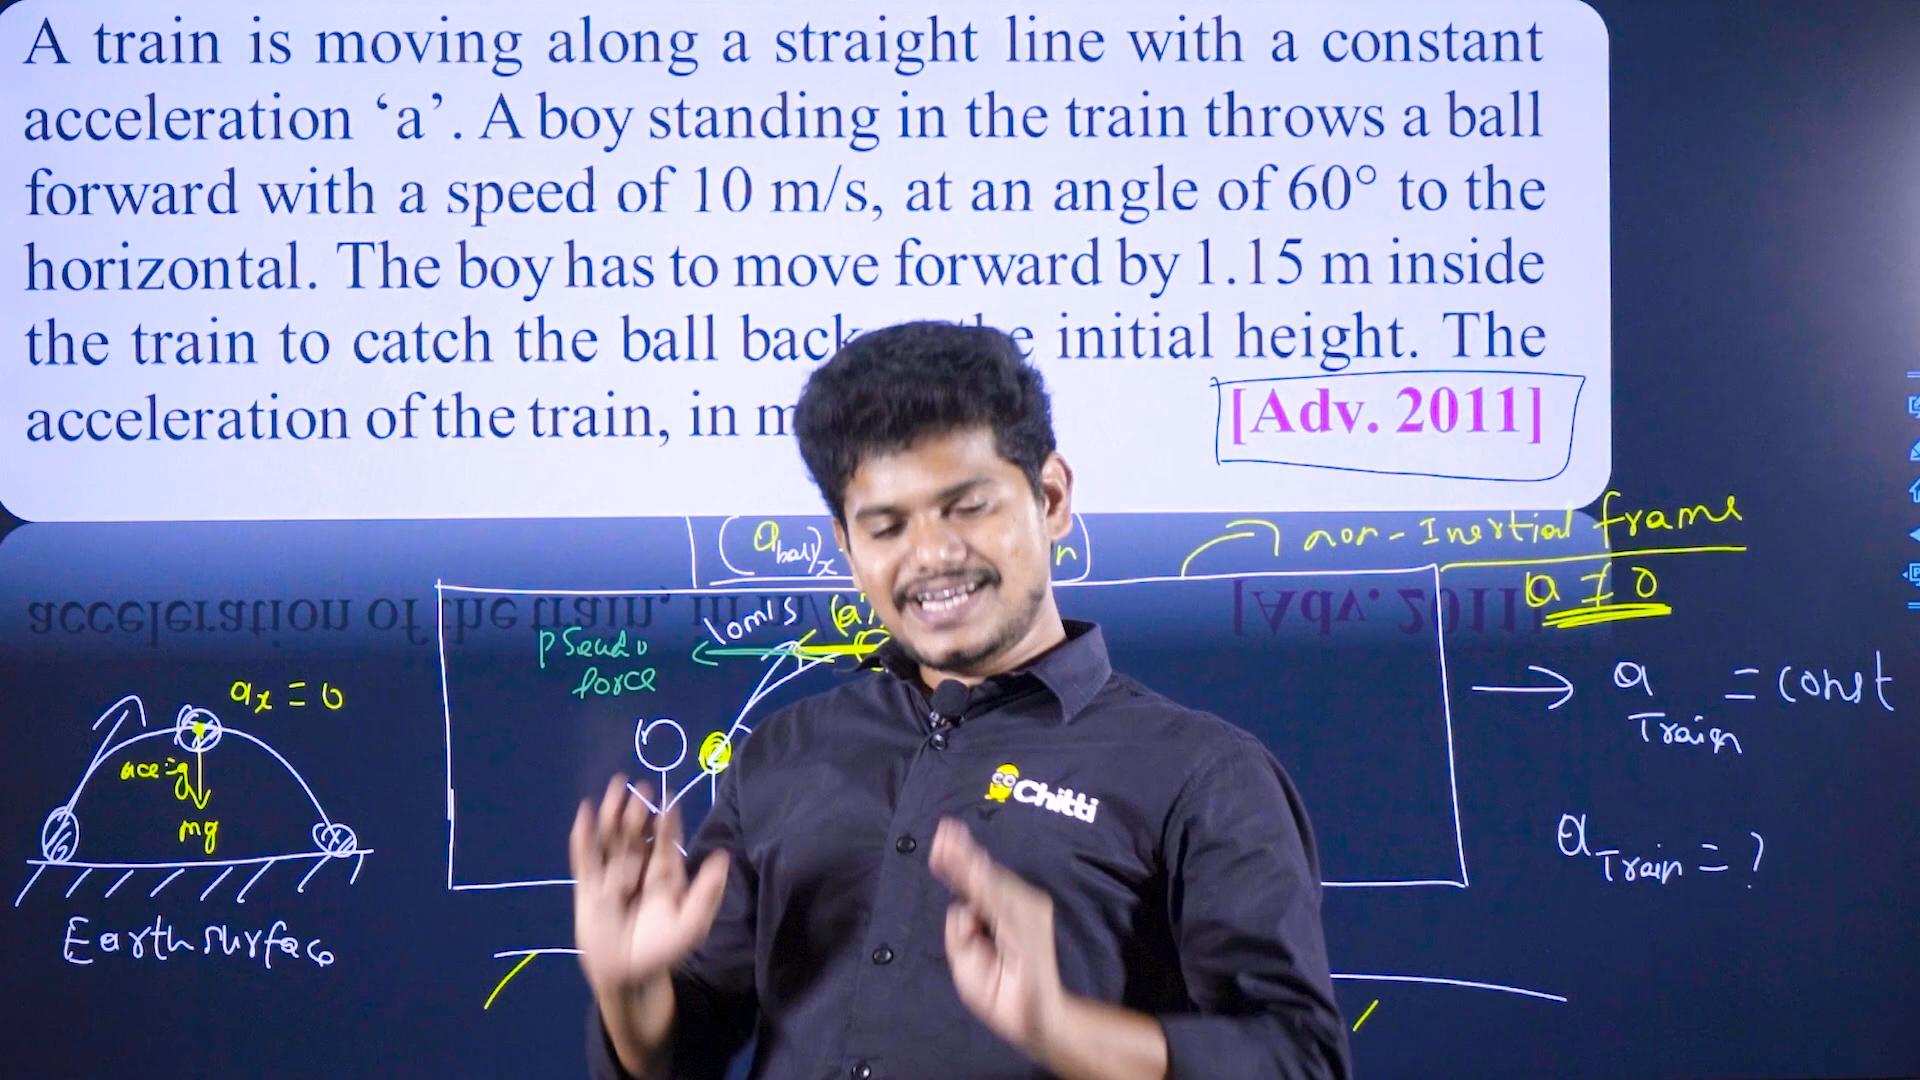 A train is moving along a straight line with a constant
acceleration ‘a’. A boy standing in the train throws a ball
forward with a speed of 10 m/s, at an angle of 60° to the
horizontal. The boy has to move forward by 1.15 m inside
the train to catch the ball back initial height. The
acceleration of the train, in
[Adv. 2011]
(a ball)x
non-Inertial frame
a ≠ 0
10m/s
(a)
Pseudo
force
ax = 0
acc=g
mg
Earth surface
a Train = const
a Train = ?
Chitti